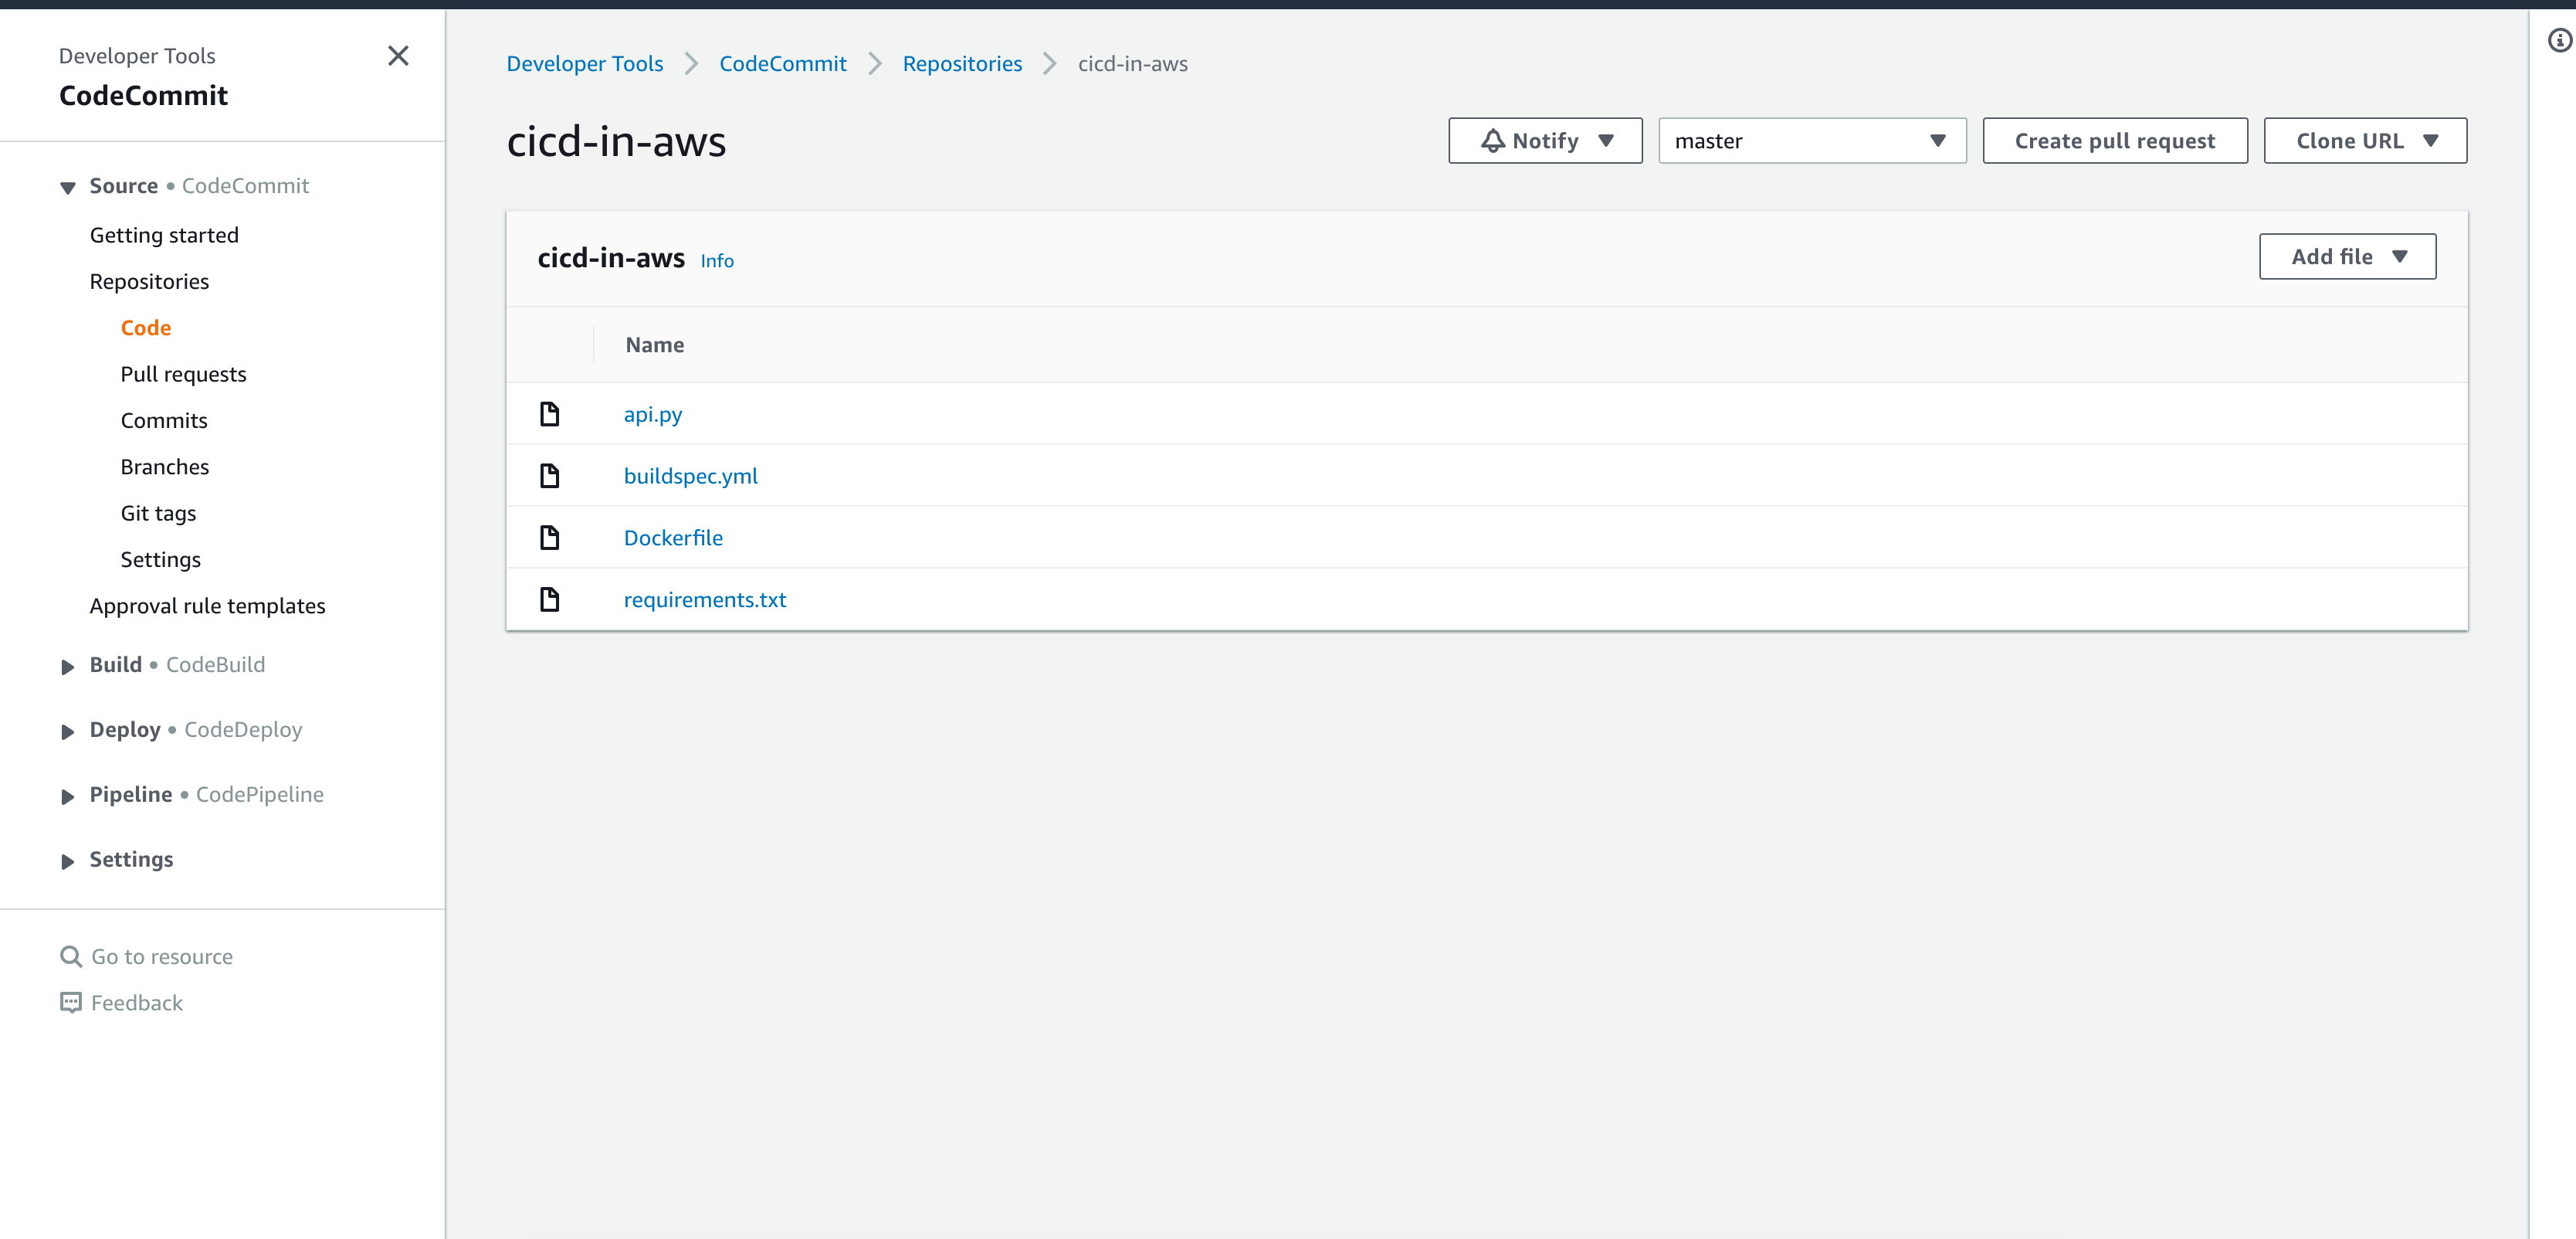 Developer Tools
CodeCommit
Source • CodeCommit
Getting started
Repositories
Code
Pull requests
Commits
Branches
Git tags
Settings
Approval rule templates
Build • CodeBuild
Deploy • CodeDeploy
Pipeline • CodePipeline
Settings
Go to resource
Feedback
Developer Tools CodeCommit Repositories cicd-in-aws
cicd-in-aws
Notify master Create pull request Clone URL
cicd-in-aws Info
Add file
Name
api.py
buildspec.yml
Dockerfile
requirements.txt